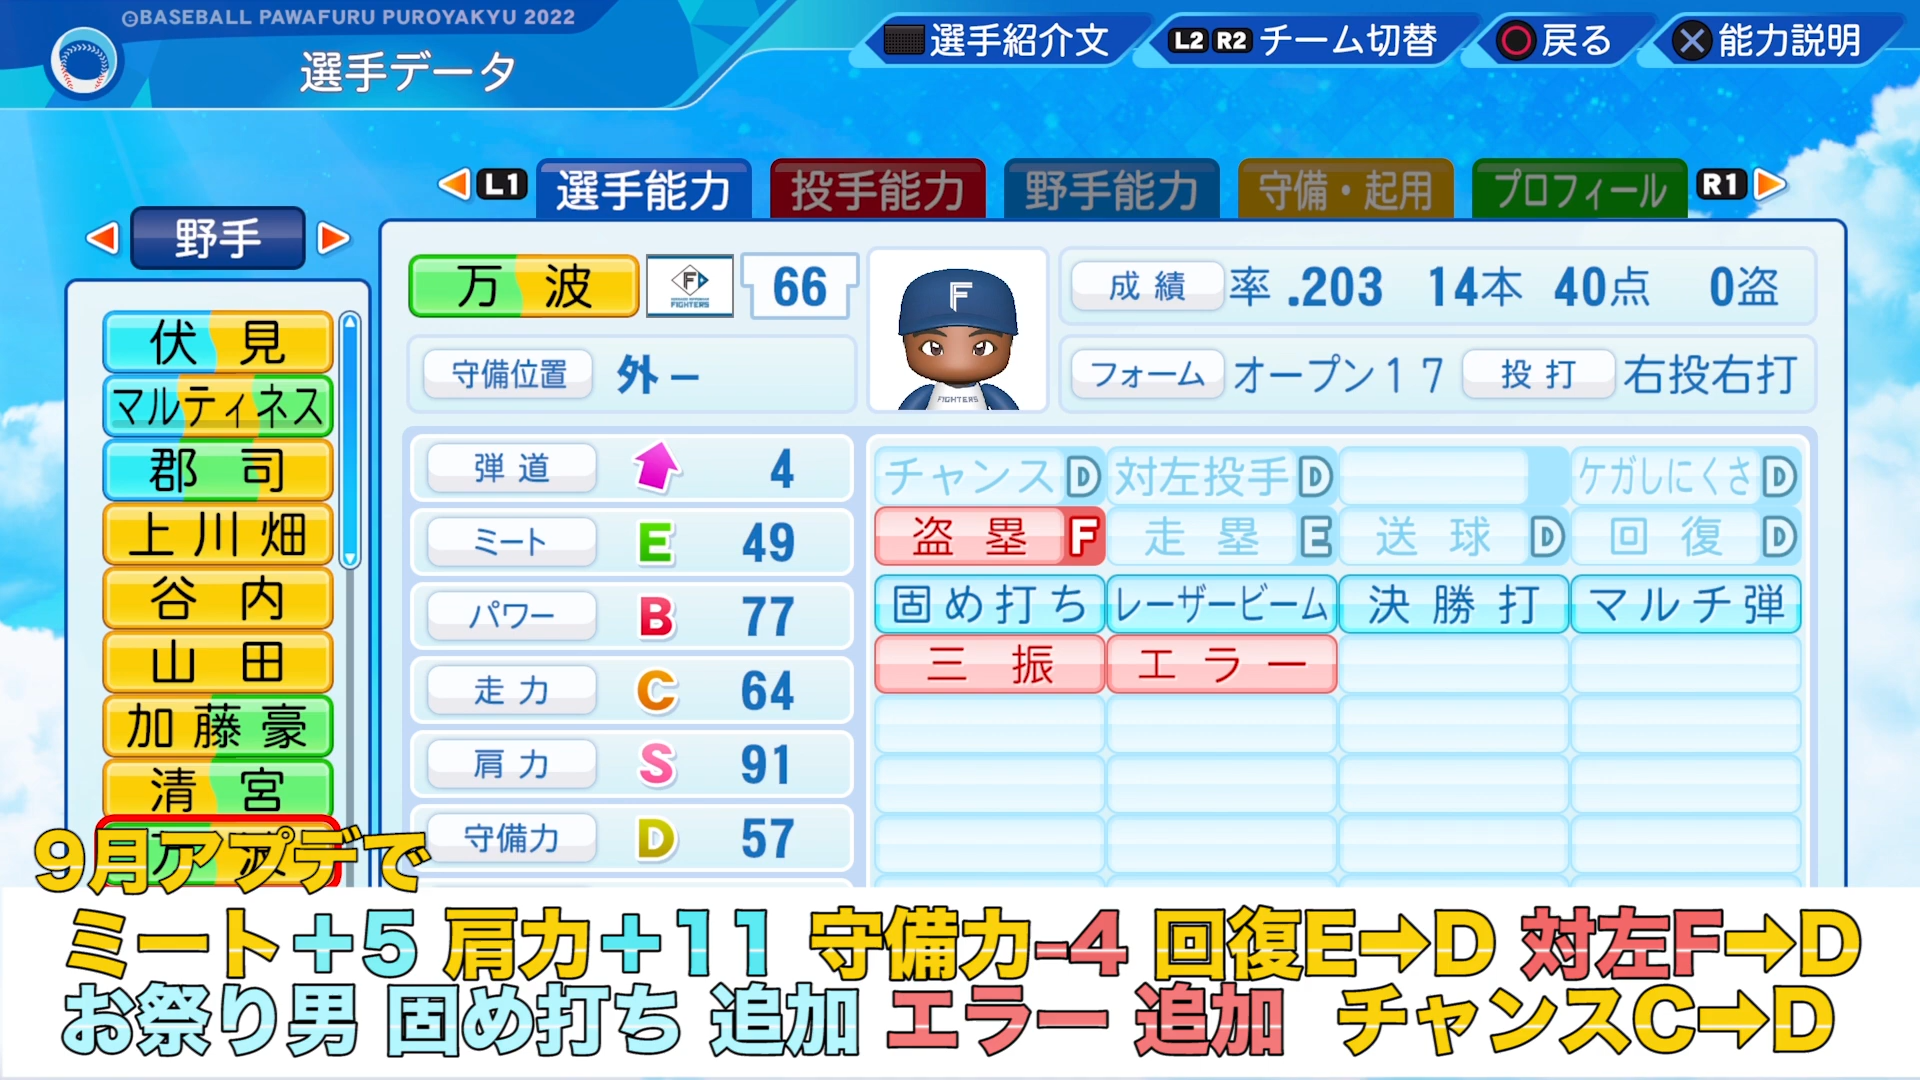 ©BASEBALL PAWAFURU PUROYAKYU 2022
選手データ
選手紹介文 L2 R2 チーム切替 戻る 能力説明
L1 選手能力 投手能力 野手能力 守備・起用 プロフィール R1
野手
伏見
マルティネス
郡司
上川畑
谷内
山田
加藤豪
清宮
万波
万波 F FIGHTERS 66
F
FIGHTERS
成績 率 .203 14本 40点 0盗
守備位置 外ー
フォーム オープン17 投打 右投右打
弾道 4
ミート E 49
パワー B 77
走力 C 64
肩力 S 91
守備力 D 57
チャンス D 対左投手 D ケガしにくさ D
盗塁 F 走塁 E 送球 D 回復 D
固め打ち レーザービーム 決勝打 マルチ弾
三振 エラー
9月アプデで
ミート+5 肩力+11 守備力-4 回復E→D 対左F→D
お祭り男 固め打ち 追加 エラー 追加 チャンスC→D